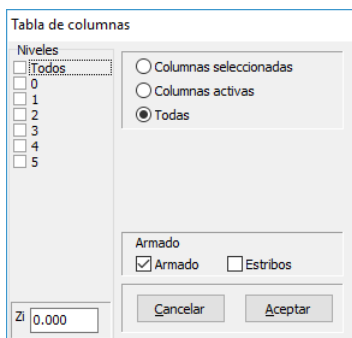 Tabla de columnas
Niveles
Todos
0
1
2
3
4
5
Columnas seleccionadas
Columnas activas
Todas
Armado
Armado Estribos
Zi 0.000
Cancelar Aceptar